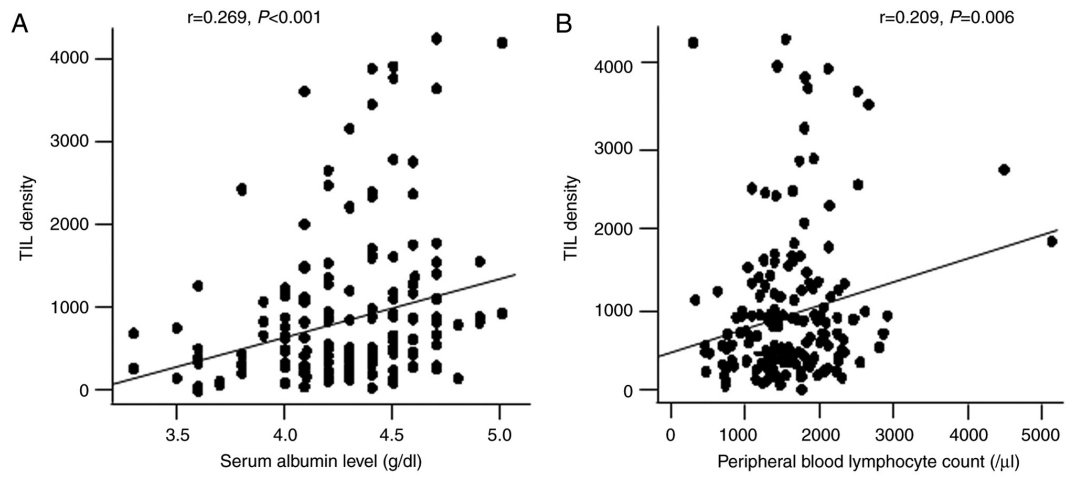 A
r=0.269, P<0.001
TIL density
4000
3000
2000
1000
0
3.5 4.0 4.5 5.0
Serum albumin level (g/dl)
B
r=0.209, P=0.006
TIL density
4000
3000
2000
1000
0
0 1000 2000 3000 4000 5000
Peripheral blood lymphocyte count (/µl)